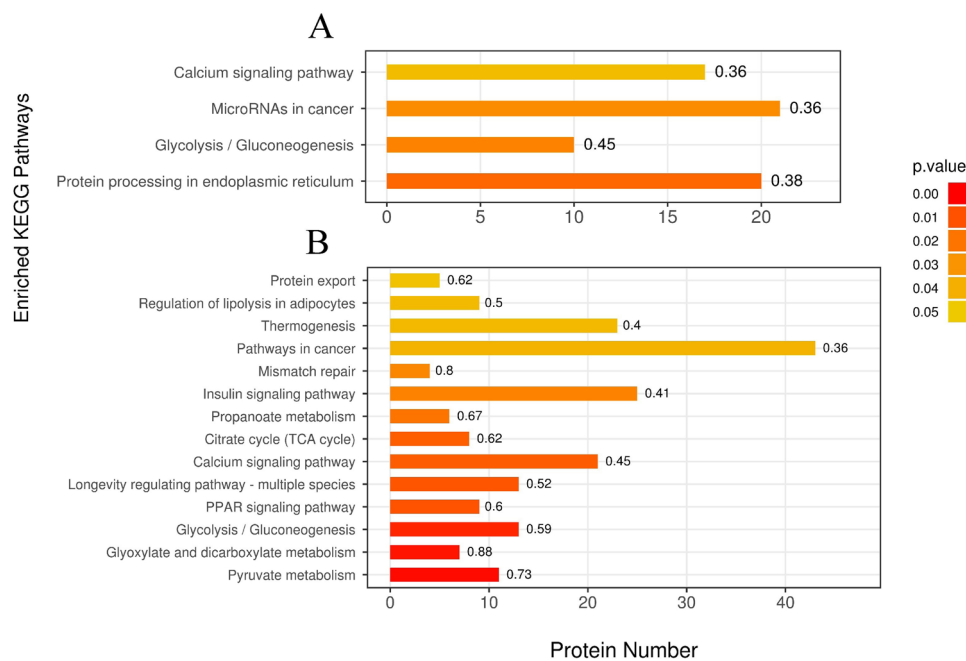 A
Enriched KEGG Pathways
Calcium signaling pathway 0.36
MicroRNAs in cancer 0.36
Glycolysis / Gluconeogenesis 0.45
Protein processing in endoplasmic reticulum 0.38
0 5 10 15 20
B
Protein export 0.62
Regulation of lipolysis in adipocytes 0.5
Thermogenesis 0.4
Pathways in cancer 0.36
Mismatch repair 0.8
Insulin signaling pathway 0.41
Propanoate metabolism 0.67
Citrate cycle (TCA cycle) 0.62
Calcium signaling pathway 0.45
Longevity regulating pathway - multiple species 0.52
PPAR signaling pathway 0.6
Glycolysis / Gluconeogenesis 0.59
Glyoxylate and dicarboxylate metabolism 0.88
Pyruvate metabolism 0.73
0 10 20 30 40
Protein Number
p.value
0.00
0.01
0.02
0.03
0.04
0.05